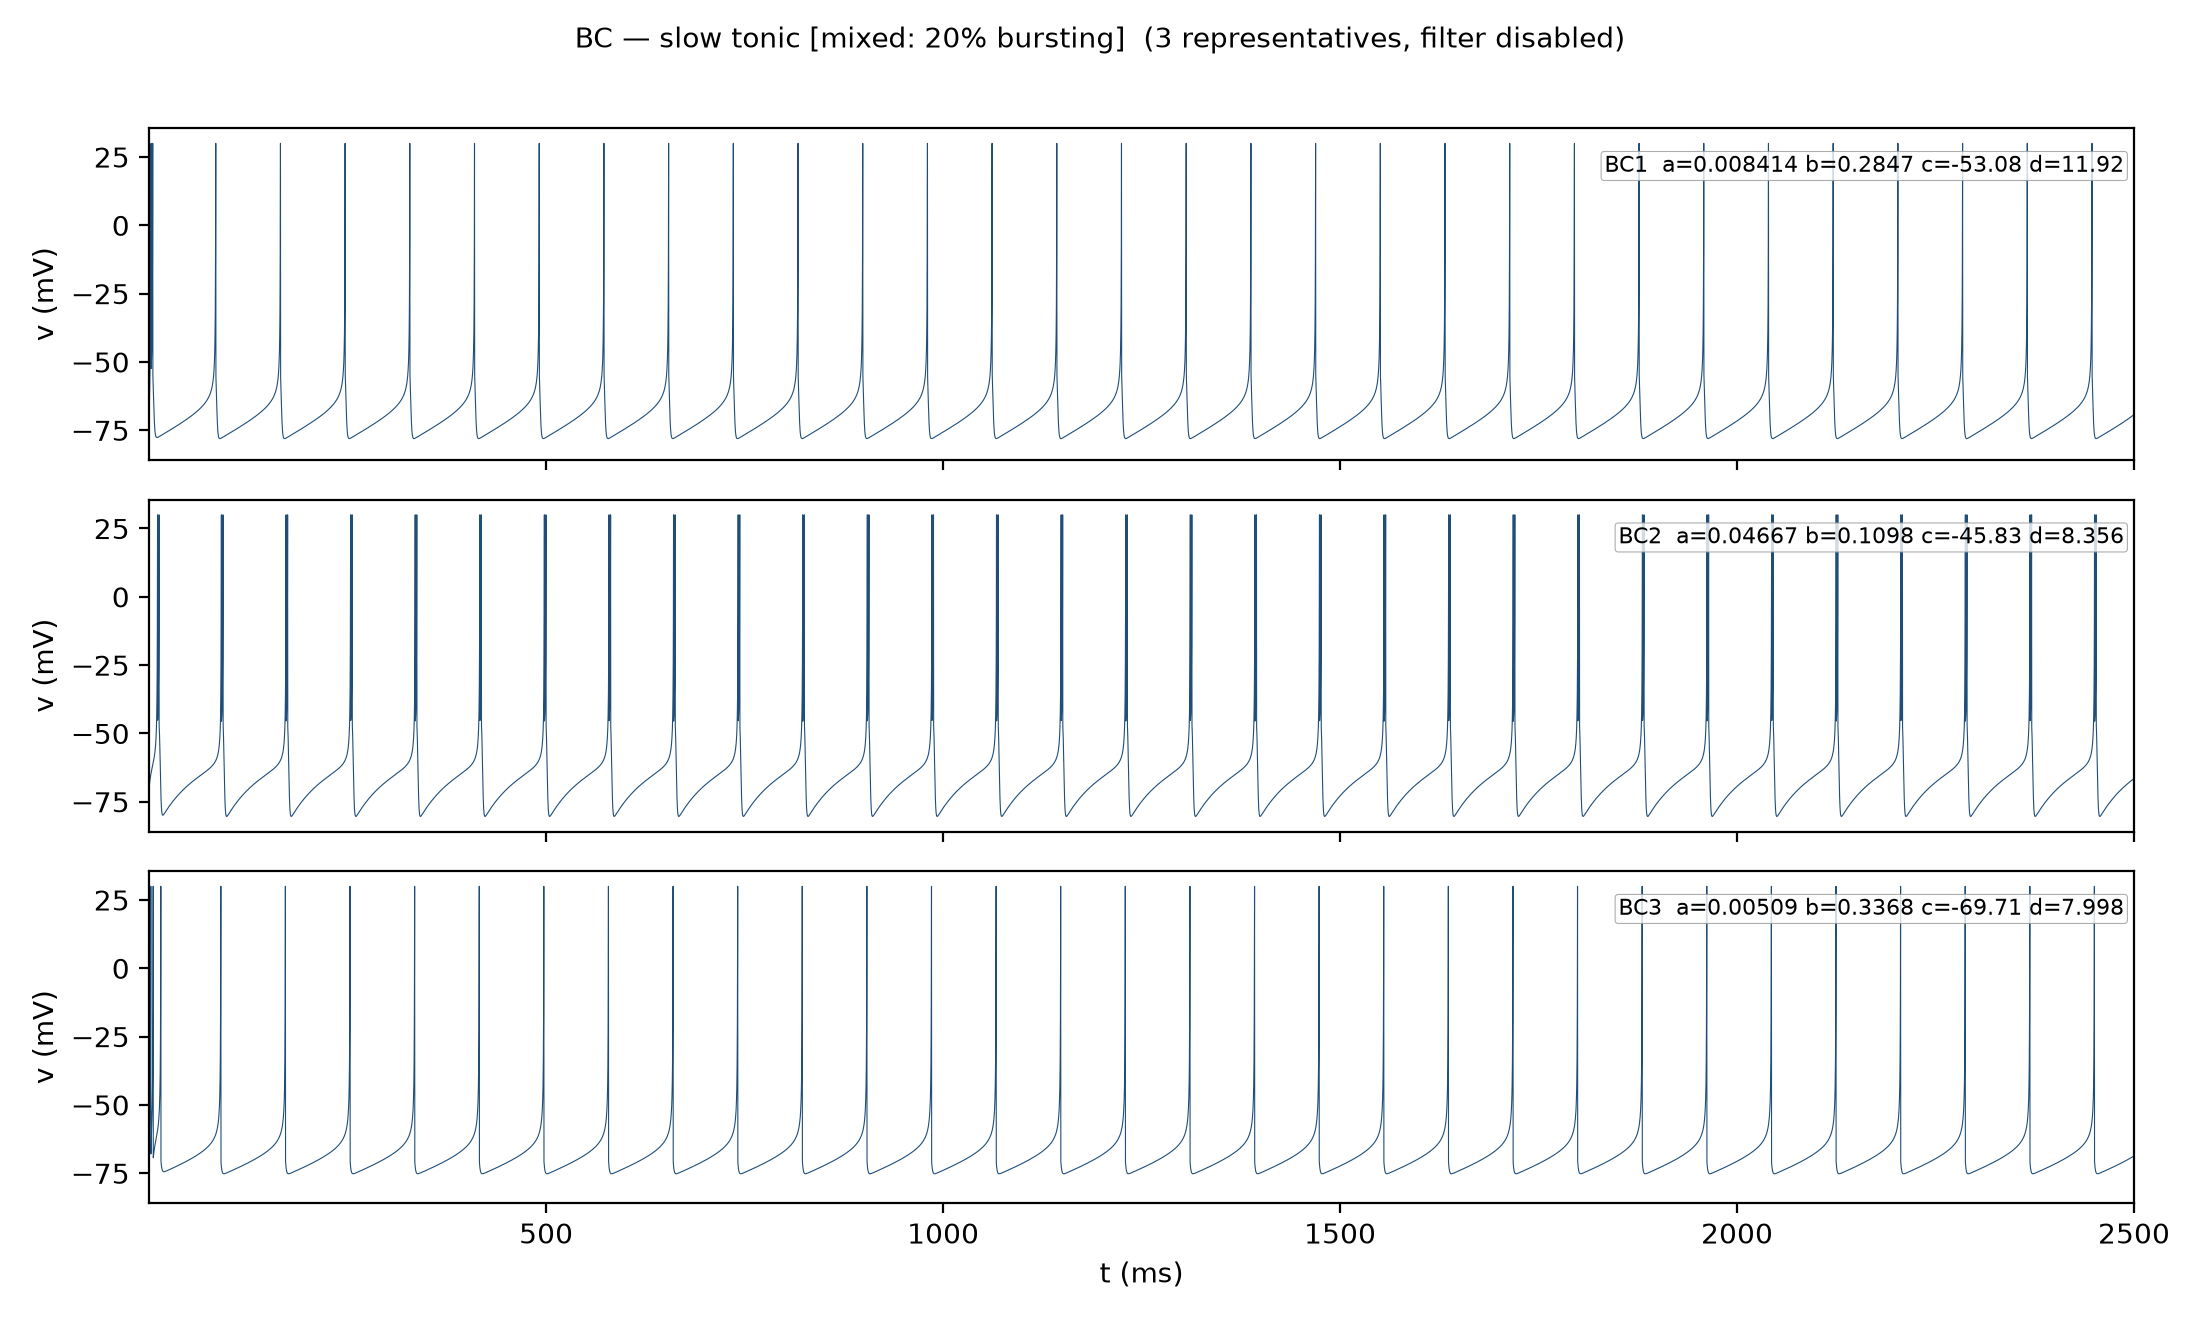 BC — slow tonic [mixed: 20% bursting]  (3 representatives, filter disabled)
25
0
−25
−50
−75
v (mV)
BC1  a=0.008414 b=0.2847 c=-53.08 d=11.92
25
0
−25
−50
−75
v (mV)
BC2  a=0.04667 b=0.1098 c=-45.83 d=8.356
25
0
−25
−50
−75
v (mV)
BC3  a=0.00509 b=0.3368 c=-69.71 d=7.998
500 1000 1500 2000 2500
t (ms)